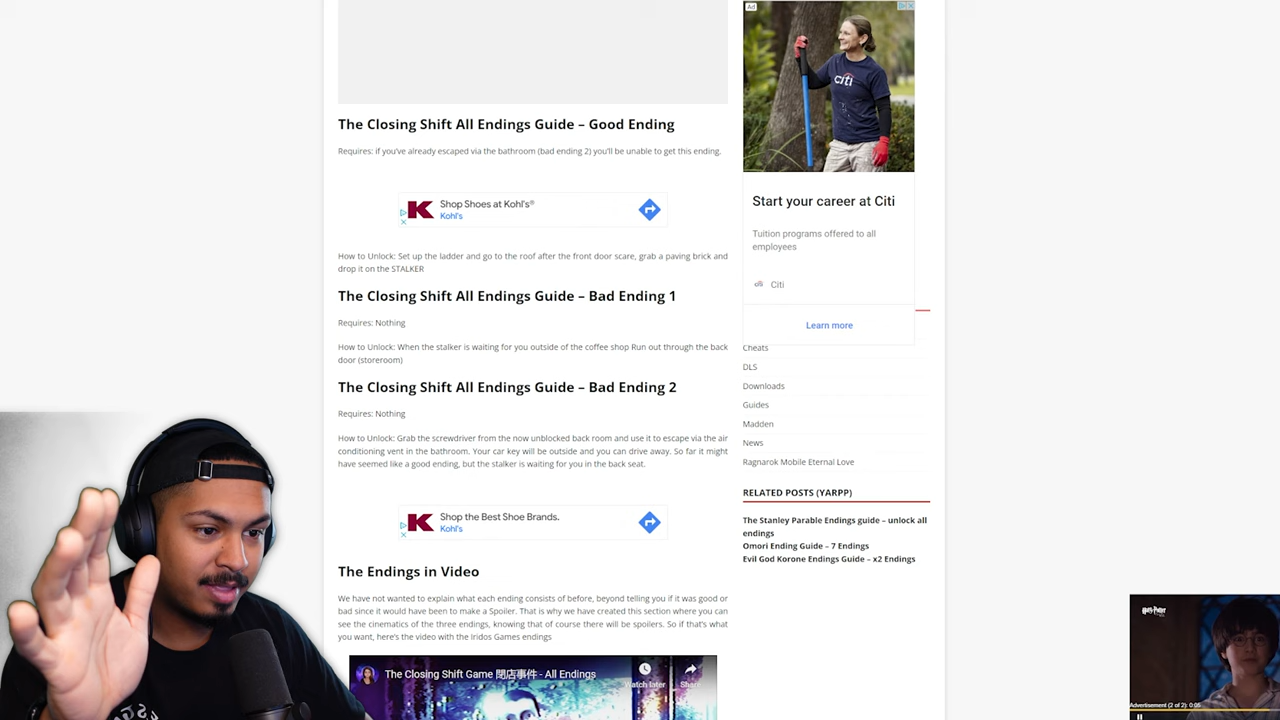 Ad
The Closing Shift All Endings Guide – Good Ending
Requires: if you've already escaped via the bathroom (bad ending 2) you'll be unable to get this ending.
Shop Shoes at Kohl's®
Kohl's
How to Unlock: Set up the ladder and go to the roof after the front door scare, grab a paving brick and
drop it on the STALKER
The Closing Shift All Endings Guide – Bad Ending 1
Requires: Nothing
How to Unlock: When the stalker is waiting for you outside of the coffee shop Run out through the back
door (storeroom)
The Closing Shift All Endings Guide – Bad Ending 2
Requires: Nothing
How to Unlock: Grab the screwdriver from the now unblocked back room and use it to escape via the air
conditioning vent in the bathroom. Your car key will be outside and you can drive away. So far it might
have seemed like a good ending, but the stalker is waiting for you in the back seat.
Shop the Best Shoe Brands.
Kohl's
The Endings in Video
We have not wanted to explain what each ending consists of before, beyond telling you if it was good or
bad since it would have been to make a Spoiler. That is why we have created this section where you can
see the cinematics of the three endings, knowing that of course there will be spoilers. So if that's what
you want, here's the video with the Iridos Games endings
The Closing Shift Game 閉店事件 - All Endings
Watch later
Share
citi
Start your career at Citi
Tuition programs offered to all
employees
citi
Citi
Learn more
Cheats
DLS
Downloads
Guides
Madden
News
Ragnarok Mobile Eternal Love
RELATED POSTS (YARPP)
The Stanley Parable Endings guide – unlock all
endings
Omori Ending Guide – 7 Endings
Evil God Korone Endings Guide – x2 Endings
Harry Potter
Advertisement (2 of 2): 0:05